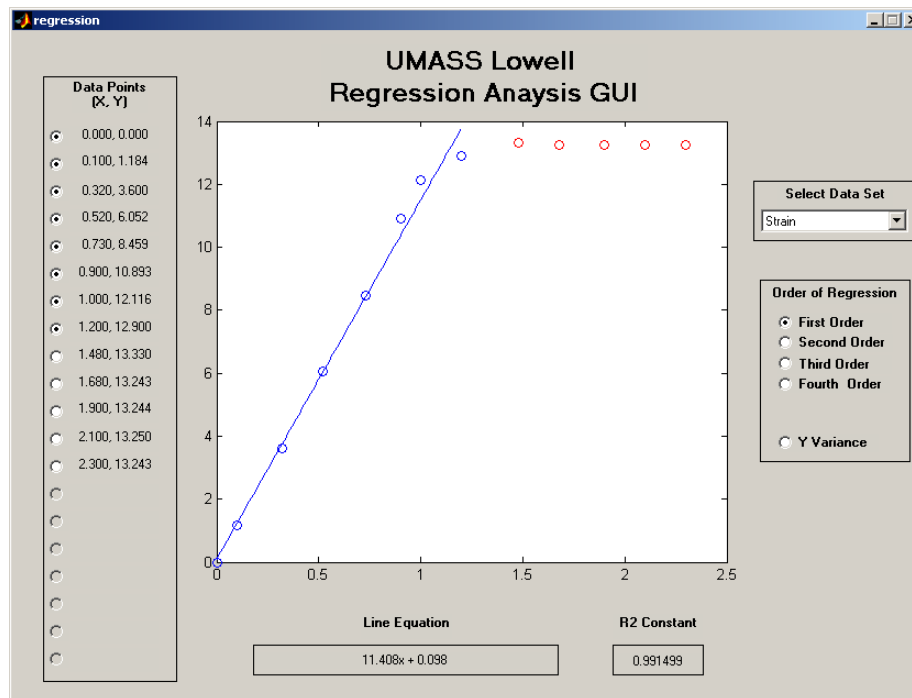 regression
UMASS Lowell
Regression Anaysis GUI
Data Points
(X, Y)
0.000, 0.000
0.100, 1.184
0.320, 3.600
0.520, 6.052
0.730, 8.459
0.900, 10.893
1.000, 12.116
1.200, 12.900
1.480, 13.330
1.680, 13.243
1.900, 13.244
2.100, 13.250
2.300, 13.243
14
12
10
8
6
4
2
0
0 0.5 1 1.5 2 2.5
Select Data Set
Strain
Order of Regression
First Order
Second Order
Third Order
Fourth Order
Y Variance
Line Equation
11.408x + 0.098
R2 Constant
0.991499